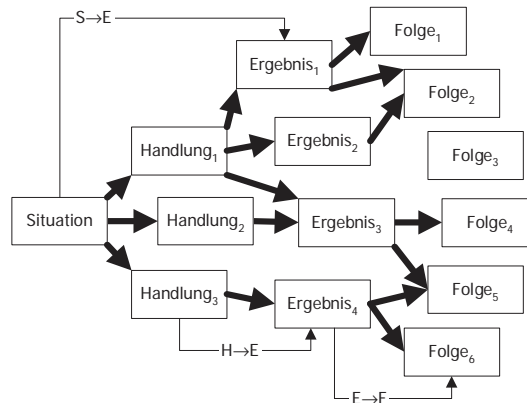 S→E
Folge₁
Ergebnis₁
Folge₂
Handlung₁
Ergebnis₂
Folge₃
Situation
Handlung₂
Ergebnis₃
Folge₄
Handlung₃
Ergebnis₄
Folge₅
H→E
Folge₆
E→F